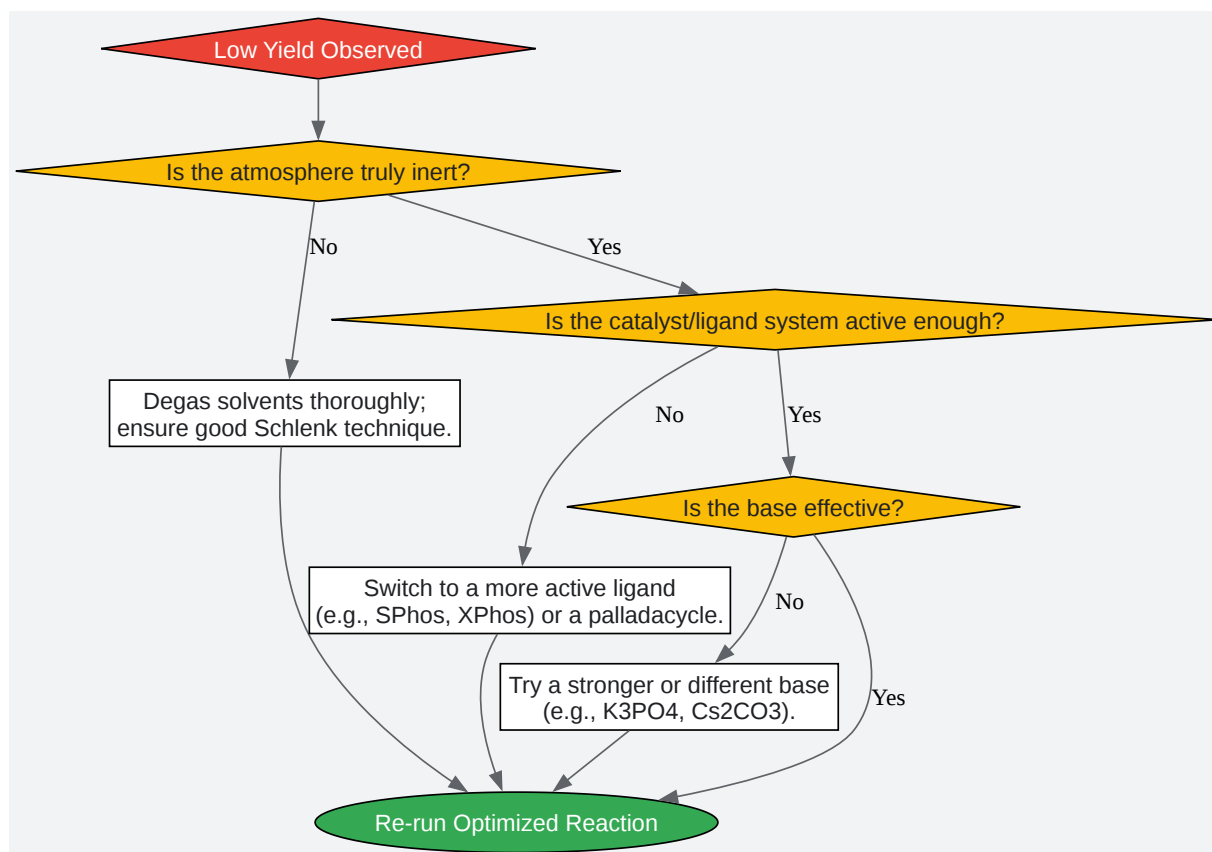 Low Yield Observed
Is the atmosphere truly inert?
No
Yes
Is the catalyst/ligand system active enough?
Degas solvents thoroughly;
ensure good Schlenk technique.
No
Yes
Is the base effective?
Switch to a more active ligand
(e.g., SPhos, XPhos) or a palladacycle.
No
Try a stronger or different base
(e.g., K3PO4, Cs2CO3).
Yes
Re-run Optimized Reaction